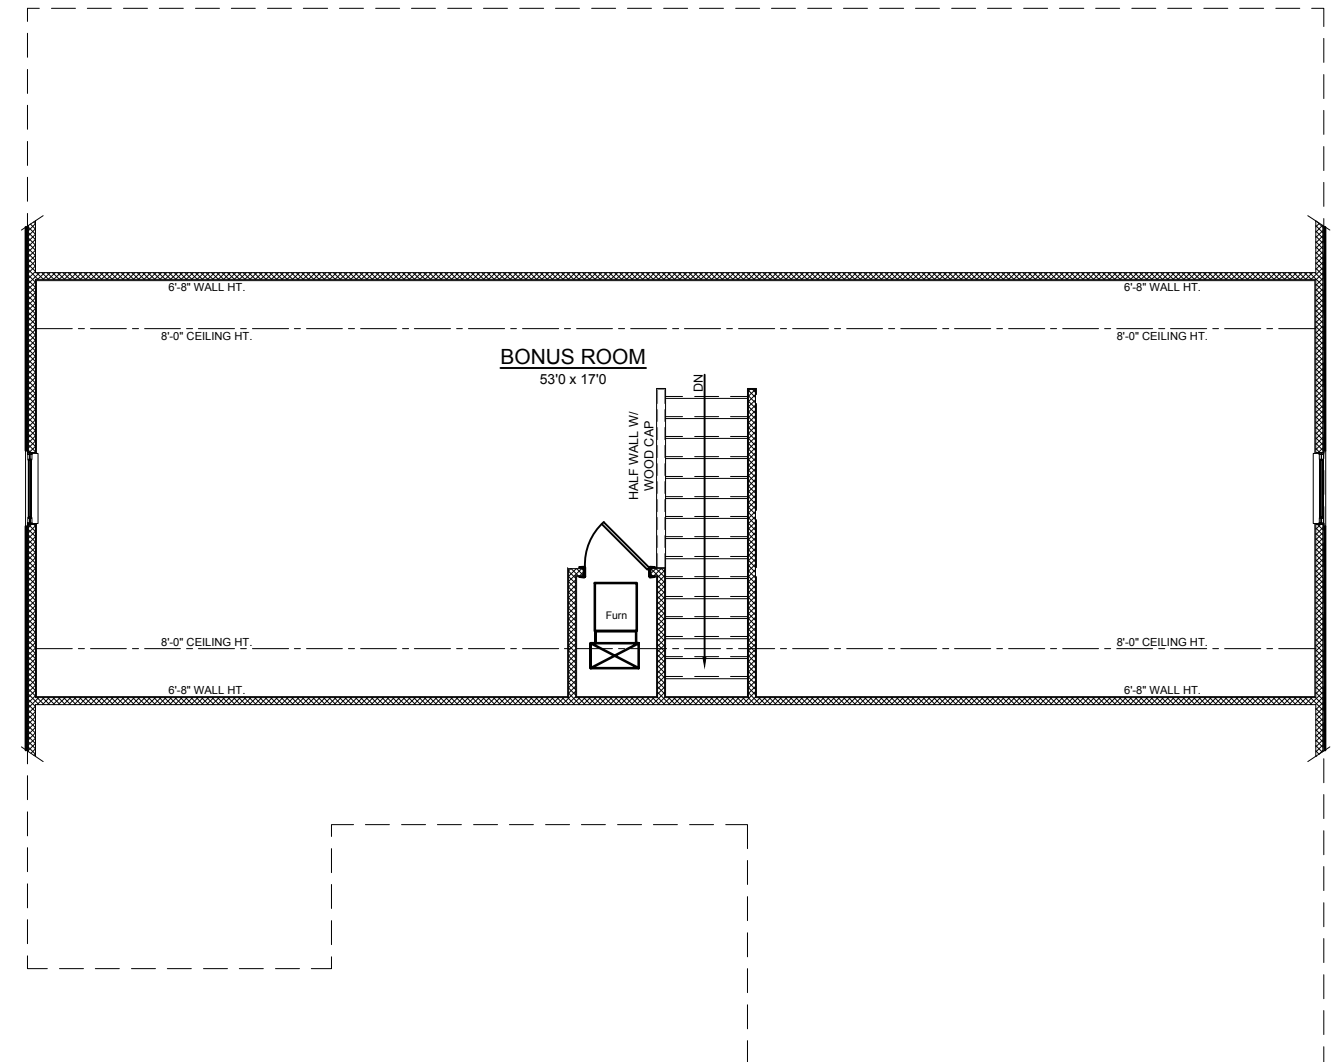 6'-8" WALL HT.
6'-8" WALL HT.
8'-0" CEILING HT.
8'-0" CEILING HT.
BONUS ROOM
53'0 x 17'0
DN
HALF WALL W/
WOOD CAP
Furn
8'-0" CEILING HT.
8'-0" CEILING HT.
6'-8" WALL HT.
6'-8" WALL HT.